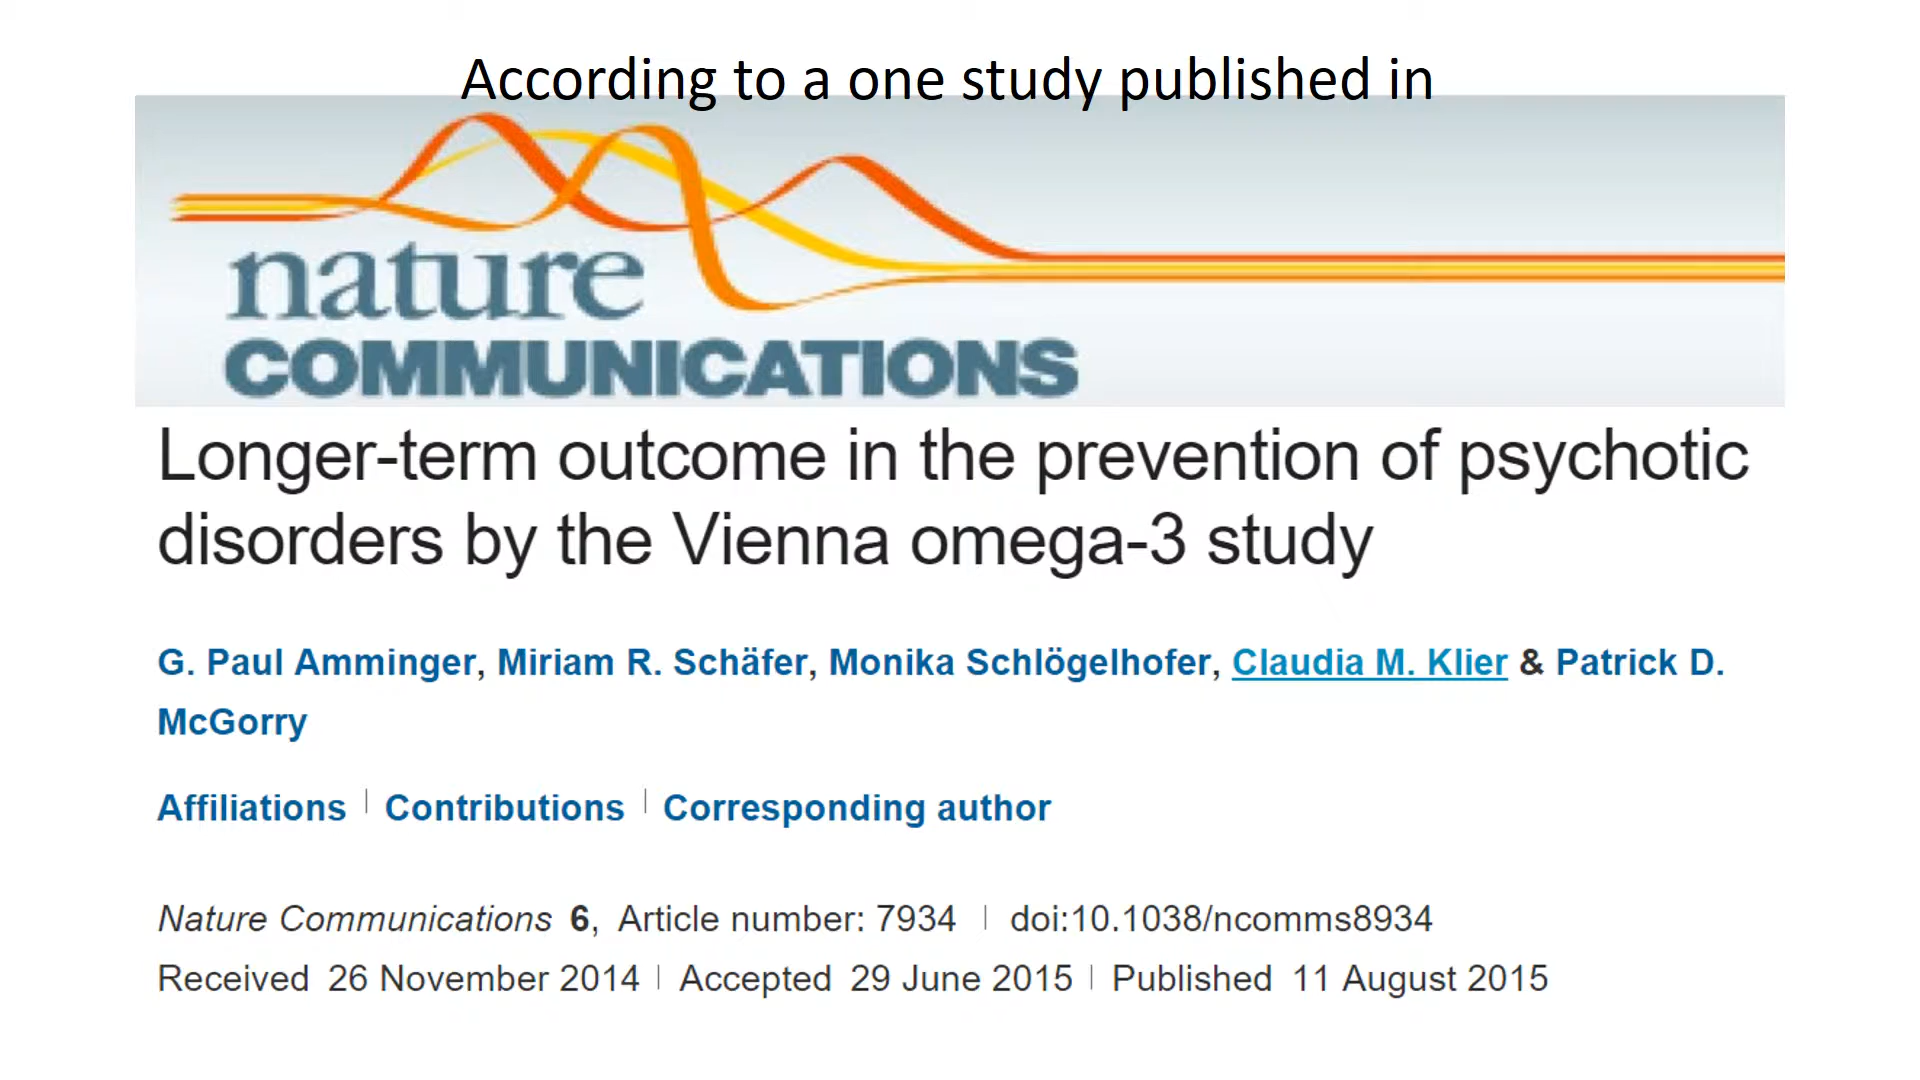 According to a one study published in
nature
COMMUNICATIONS
Longer-term outcome in the prevention of psychotic
disorders by the Vienna omega-3 study
G. Paul Amminger, Miriam R. Schäfer, Monika Schlögelhofer, Claudia M. Klier & Patrick D.
McGorry
Affiliations | Contributions | Corresponding author
Nature Communications 6, Article number: 7934 | doi:10.1038/ncomms8934
Received 26 November 2014 | Accepted 29 June 2015 | Published 11 August 2015